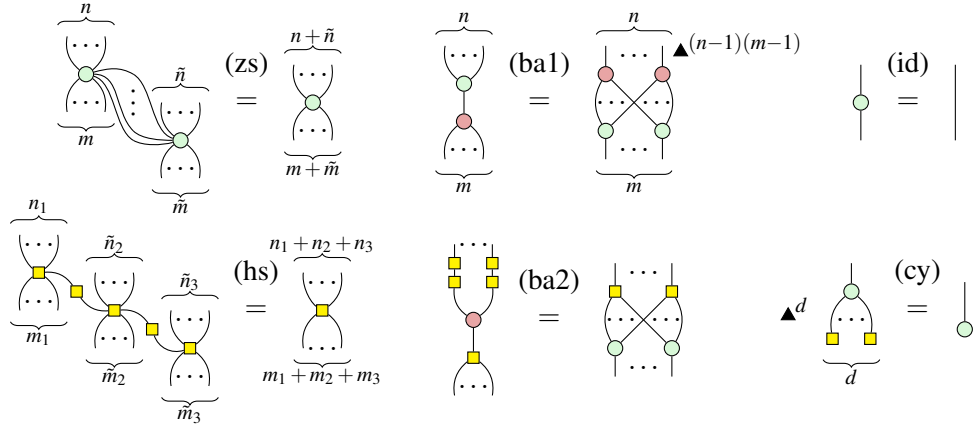 n
(zs)
=
ñ
m
m̃
n + ñ
m + m̃
n
(ba1)
=
m
n
▲(n−1)(m−1)
m
(id)
=
n₁
ñ₂
ñ₃
(hs)
=
m₁
m̃₂
m̃₃
n₁ + n₂ + n₃
m₁ + m₂ + m₃
(ba2)
=
▲d
d
(cy)
=